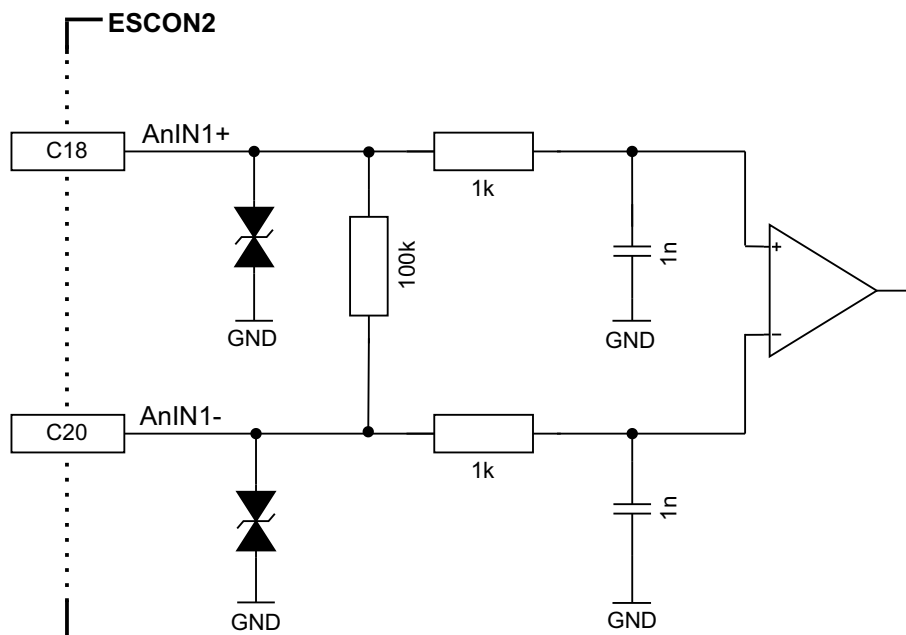 ESCON2
C18
AnIN1+
1k
100k
1n
+
GND
GND
−
C20
AnIN1-
1k
1n
GND
GND